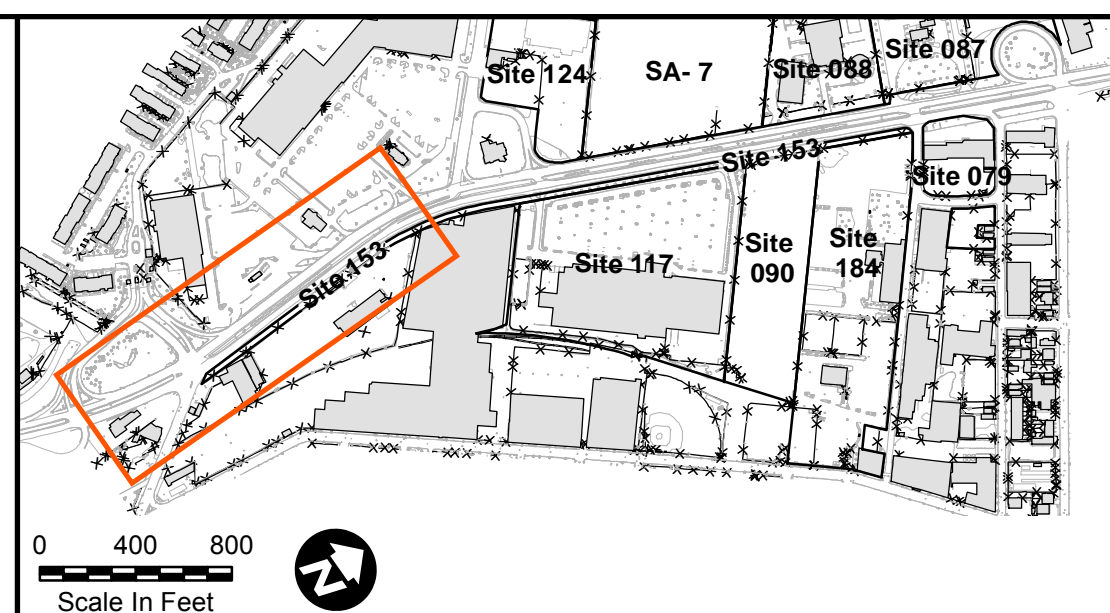 Site 087
Site 124
SA- 7
Site 088
Site 153
Site 079
Site 153
Site 117
Site
090
Site
184
0 400 800
Scale In Feet
N